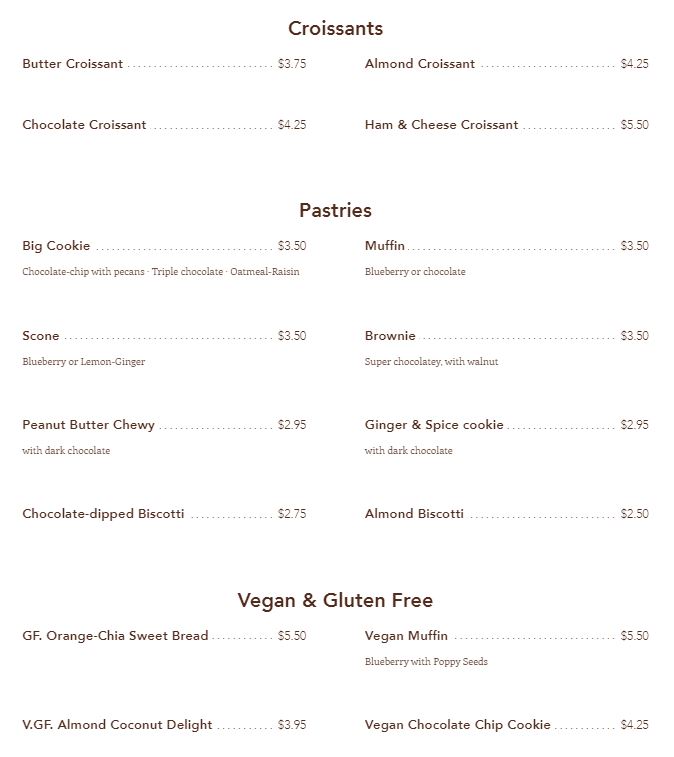 Croissants
Butter Croissant $3.75
Almond Croissant $4.25
Chocolate Croissant $4.25
Ham & Cheese Croissant $5.50
Pastries
Big Cookie $3.50
Chocolate-chip with pecans · Triple chocolate · Oatmeal-Raisin
Muffin $3.50
Blueberry or chocolate
Scone $3.50
Blueberry or Lemon-Ginger
Brownie $3.50
Super chocolatey, with walnut
Peanut Butter Chewy $2.95
with dark chocolate
Ginger & Spice cookie $2.95
with dark chocolate
Chocolate-dipped Biscotti $2.75
Almond Biscotti $2.50
Vegan & Gluten Free
GF. Orange-Chia Sweet Bread $5.50
Vegan Muffin $5.50
Blueberry with Poppy Seeds
V.GF. Almond Coconut Delight $3.95
Vegan Chocolate Chip Cookie $4.25